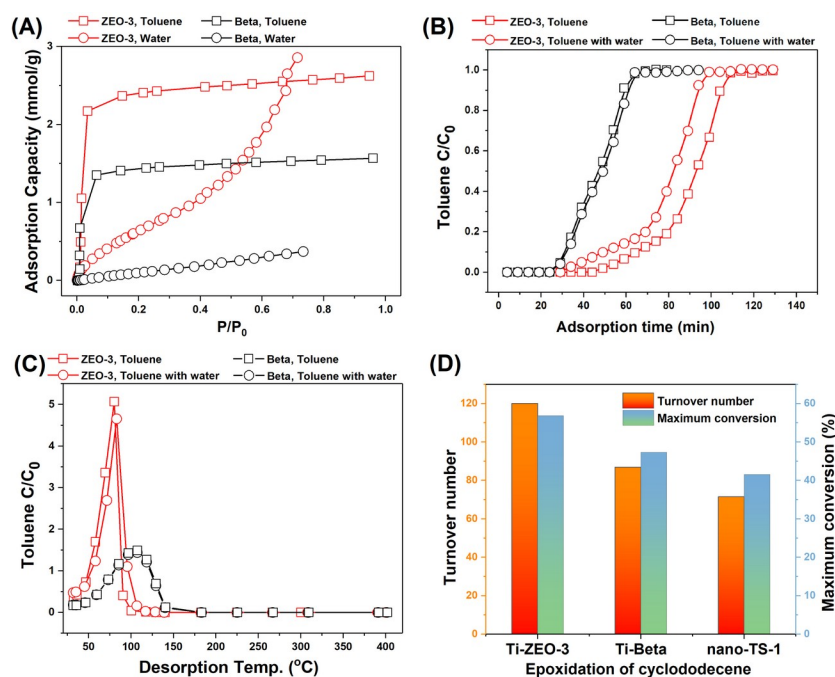 (A)
ZEO-3, Toluene
Beta, Toluene
ZEO-3, Water
Beta, Water
Adsorption Capacity (mmol/g)
3
2
1
0
0.0 0.2 0.4 0.6 0.8 1.0
P/P0
(B)
ZEO-3, Toluene
Beta, Toluene
ZEO-3, Toluene with water
Beta, Toluene with water
Toluene C/C0
1.0
0.8
0.6
0.4
0.2
0.0
0 20 40 60 80 100 120 140
Adsorption time (min)
(C)
ZEO-3, Toluene
Beta, Toluene
ZEO-3, Toluene with water
Beta, Toluene with water
Toluene C/C0
5
4
3
2
1
0
50 100 150 200 250 300 350 400
Desorption Temp. (oC)
(D)
Turnover number
Maximum conversion
Turnover number
120
100
80
60
40
20
0
Maximum conversion (%)
60
50
40
30
20
10
0
Ti-ZEO-3 Ti-Beta nano-TS-1
Epoxidation of cyclododecene